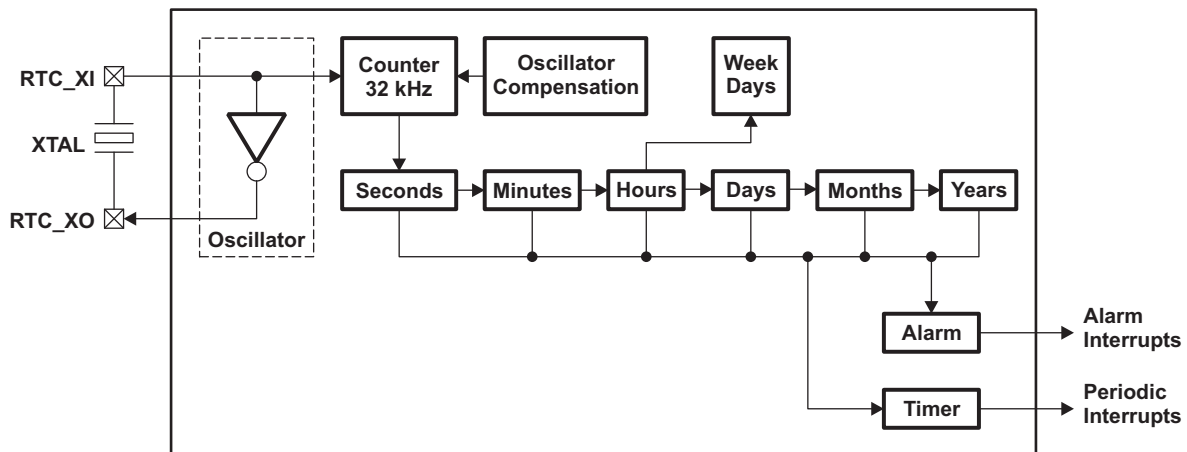 RTC_XI
XTAL
RTC_XO
Oscillator
Counter
32 kHz
Oscillator
Compensation
Week
Days
Seconds
Minutes
Hours
Days
Months
Years
Alarm
Alarm
Interrupts
Timer
Periodic
Interrupts